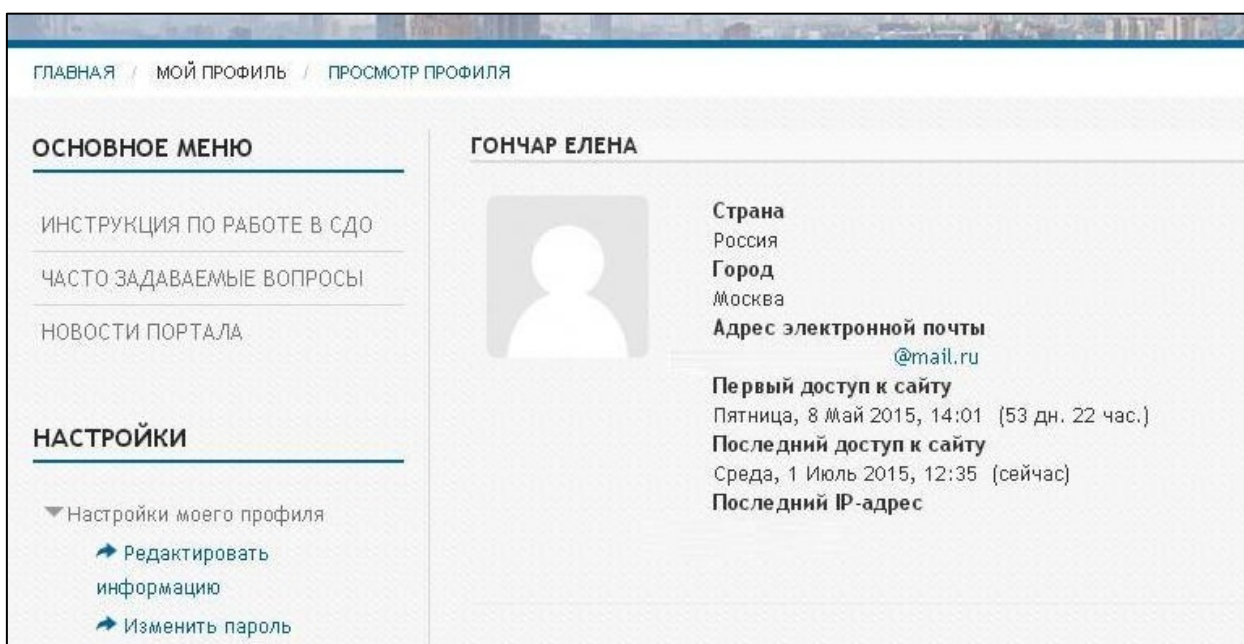 ГЛАВНАЯ / МОЙ ПРОФИЛЬ / ПРОСМОТР ПРОФИЛЯ
ОСНОВНОЕ МЕНЮ
ИНСТРУКЦИЯ ПО РАБОТЕ В СДО
ЧАСТО ЗАДАВАЕМЫЕ ВОПРОСЫ
НОВОСТИ ПОРТАЛА
НАСТРОЙКИ
Настройки моего профиля
Редактировать
информацию
Изменить пароль
ГОНЧАР ЕЛЕНА
Страна
Россия
Город
Москва
Адрес электронной почты
@mail.ru
Первый доступ к сайту
Пятница, 8 Май 2015, 14:01 (53 дн. 22 час.)
Последний доступ к сайту
Среда, 1 Июль 2015, 12:35 (сейчас)
Последний IP-адрес